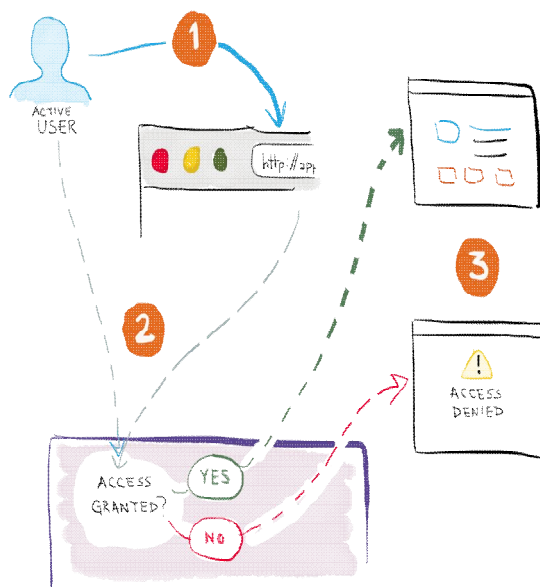 1
ACTIVE
USER
http://app
2
3
!
ACCESS
DENIED
ACCESS
GRANTED?
YES
NO